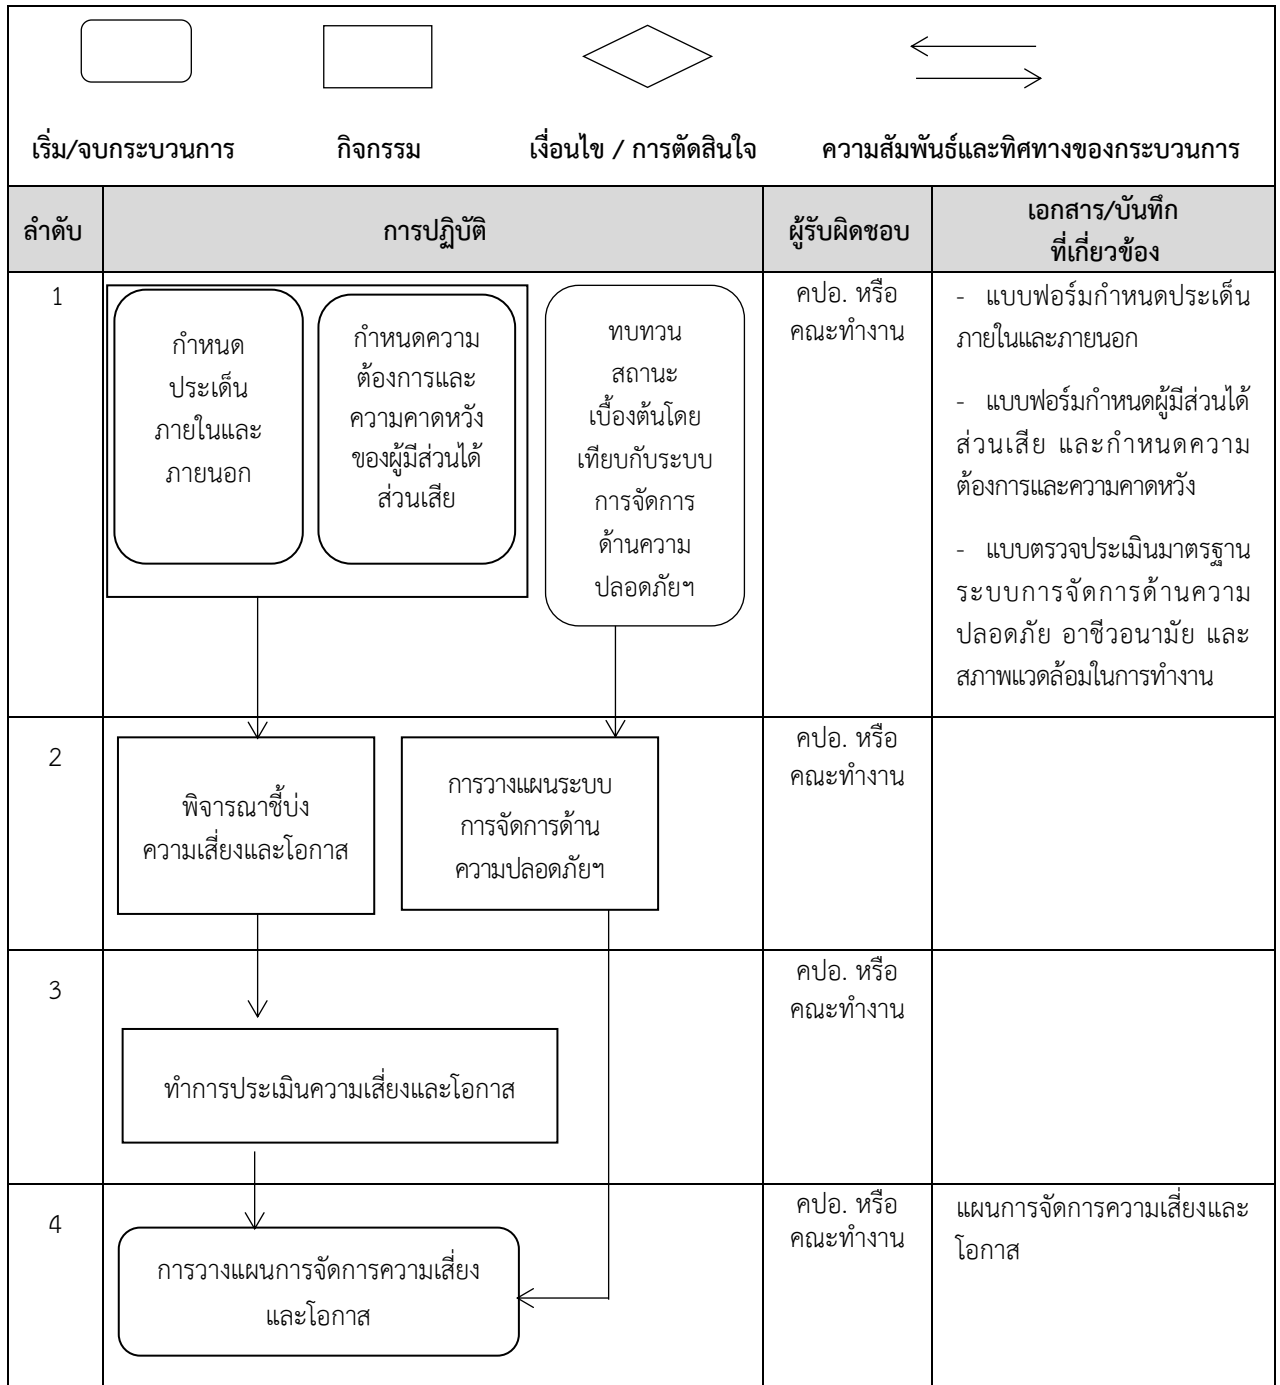 เริ่ม/จบกระบวนการ กิจกรรม เงื่อนไข / การตัดสินใจ ความสัมพันธ์และทิศทางของกระบวนการ
ลำดับ การปฏิบัติ ผู้รับผิดชอบ เอกสาร/บันทึก
ที่เกี่ยวข้อง
1
กำหนด
ประเด็น
ภายในและ
ภายนอก
กำหนดความ
ต้องการและ
ความคาดหวัง
ของผู้มีส่วนได้
ส่วนเสีย
ทบทวน
สถานะ
เบื้องต้นโดย
เทียบกับระบบ
การจัดการ
ด้านความ
ปลอดภัยฯ
คปอ. หรือ
คณะทำงาน
- แบบฟอร์มกำหนดประเด็น
ภายในและภายนอก
- แบบฟอร์มกำหนดผู้มีส่วนได้
ส่วนเสีย และกำหนดความ
ต้องการและความคาดหวัง
- แบบตรวจประเมินมาตรฐาน
ระบบการจัดการด้านความ
ปลอดภัย อาชีวอนามัย และ
สภาพแวดล้อมในการทำงาน
2
พิจารณาชี้บ่ง
ความเสี่ยงและโอกาส
การวางแผนระบบ
การจัดการด้าน
ความปลอดภัยฯ
คปอ. หรือ
คณะทำงาน
3
ทำการประเมินความเสี่ยงและโอกาส
คปอ. หรือ
คณะทำงาน
4
การวางแผนการจัดการความเสี่ยง
และโอกาส
คปอ. หรือ
คณะทำงาน
แผนการจัดการความเสี่ยงและ
โอกาส